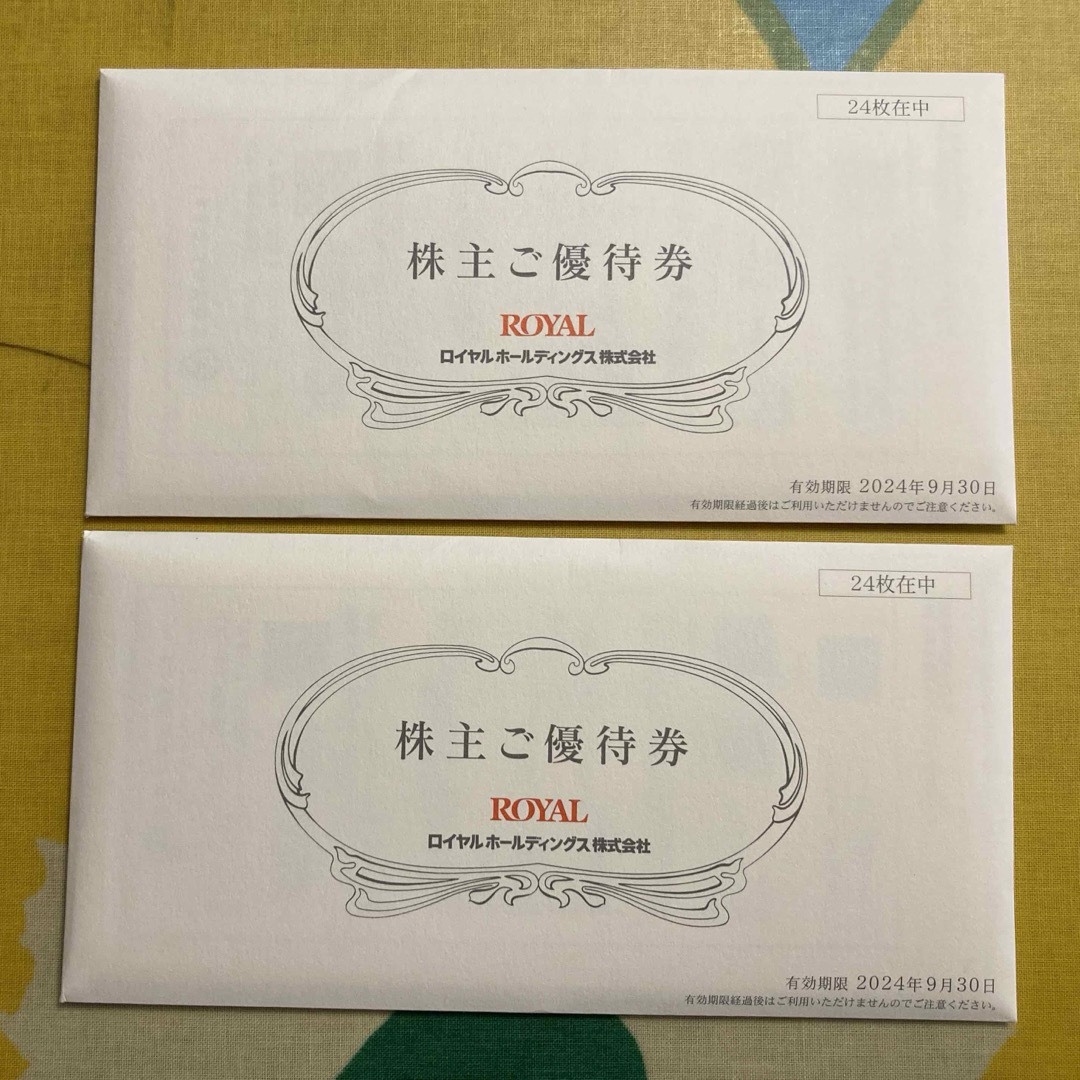 24枚在中
株主ご優待券
ROYAL
ロイヤルホールディングス株式会社
有効期限 2024年9月30日
有効期限経過後はご利用いただけませんのでご注意ください。
24枚在中
株主ご優待券
ROYAL
ロイヤルホールディングス株式会社
有効期限 2024年9月30日
有効期限経過後はご利用いただけませんのでご注意ください。